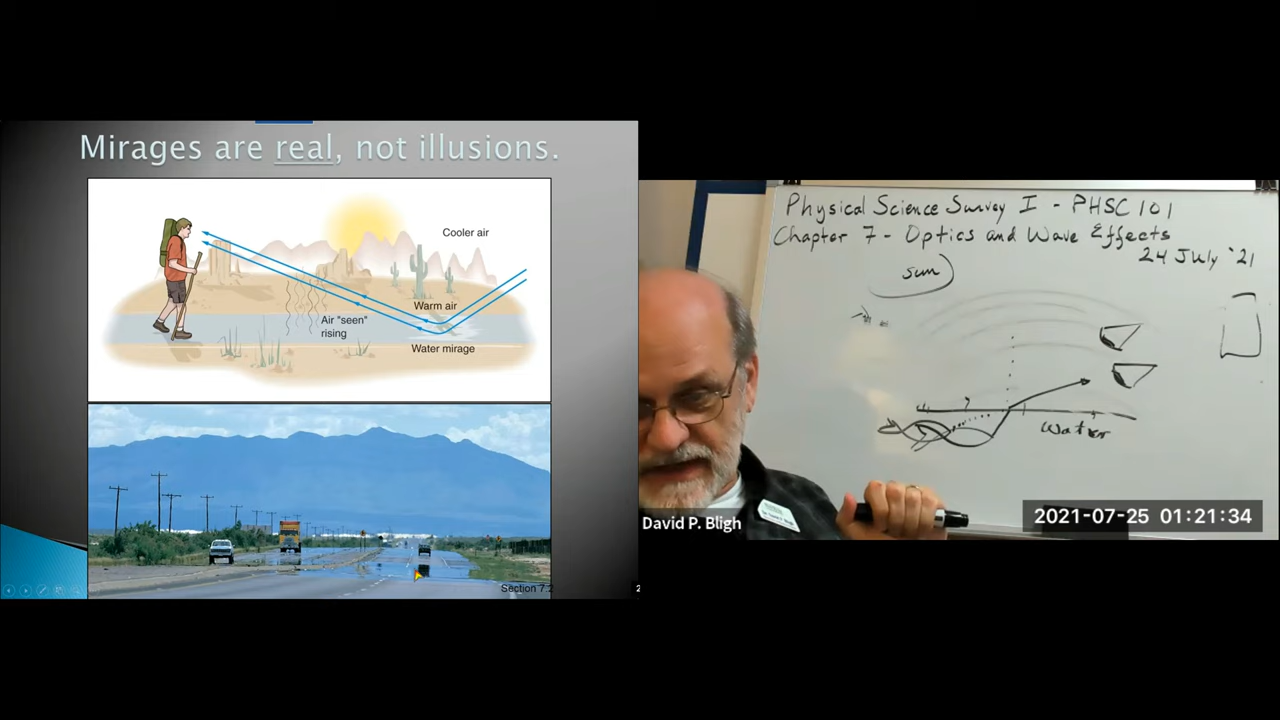 Mirages are real, not illusions.
Cooler air
Warm air
Air "seen"
rising
Water mirage
Section 7.2
2
Physical Science Survey I - PHSC 101
Chapter 7 - Optics and Wave Effects
24 July '21
sun
Water
David P. Bligh
2021-07-25 01:21:34